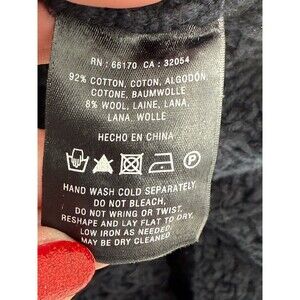 RN : 66170 CA : 32054
92% COTTON, COTON, ALGODÓN,
COTONE, BAUMWOLLE
8% WOOL, LAINE, LANA,
LANA, WOLLE
HECHO EN CHINA
P
HAND WASH COLD SEPARATELY.
DO NOT BLEACH.
DO NOT WRING OR TWIST.
RESHAPE AND LAY FLAT TO DRY.
LOW IRON AS NEEDED.
MAY BE DRY CLEANED